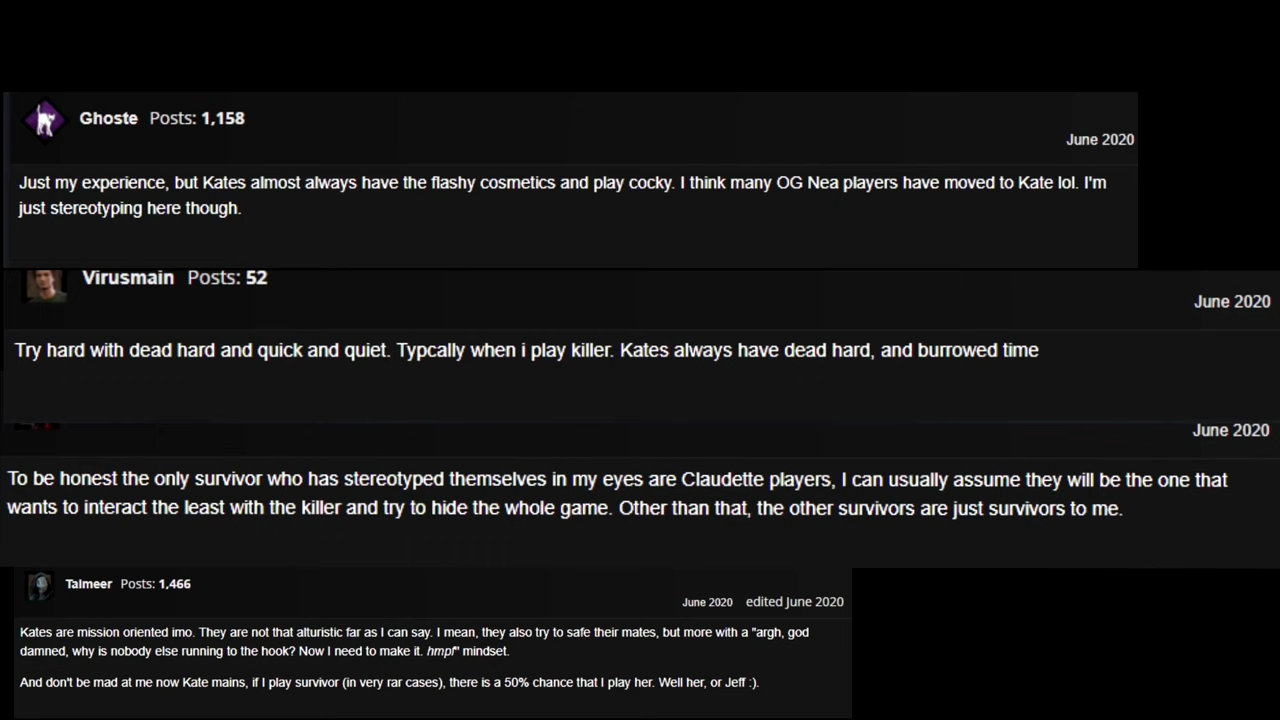 Ghoste Posts: 1,158
June 2020
Just my experience, but Kates almost always have the flashy cosmetics and play cocky. I think many OG Nea players have moved to Kate lol. I'm
just stereotyping here though.
Virusmain Posts: 52
June 2020
Try hard with dead hard and quick and quiet. Typcally when i play killer. Kates always have dead hard, and burrowed time
June 2020
To be honest the only survivor who has stereotyped themselves in my eyes are Claudette players, I can usually assume they will be the one that
wants to interact the least with the killer and try to hide the whole game. Other than that, the other survivors are just survivors to me.
Talmeer Posts: 1,466
June 2020 edited June 2020
Kates are mission oriented imo. They are not that alturistic far as I can say. I mean, they also try to safe their mates, but more with a "argh, god
damned, why is nobody else running to the hook? Now I need to make it. hmpf" mindset.
And don't be mad at me now Kate mains, if I play survivor (in very rar cases), there is a 50% chance that I play her. Well her, or Jeff :).